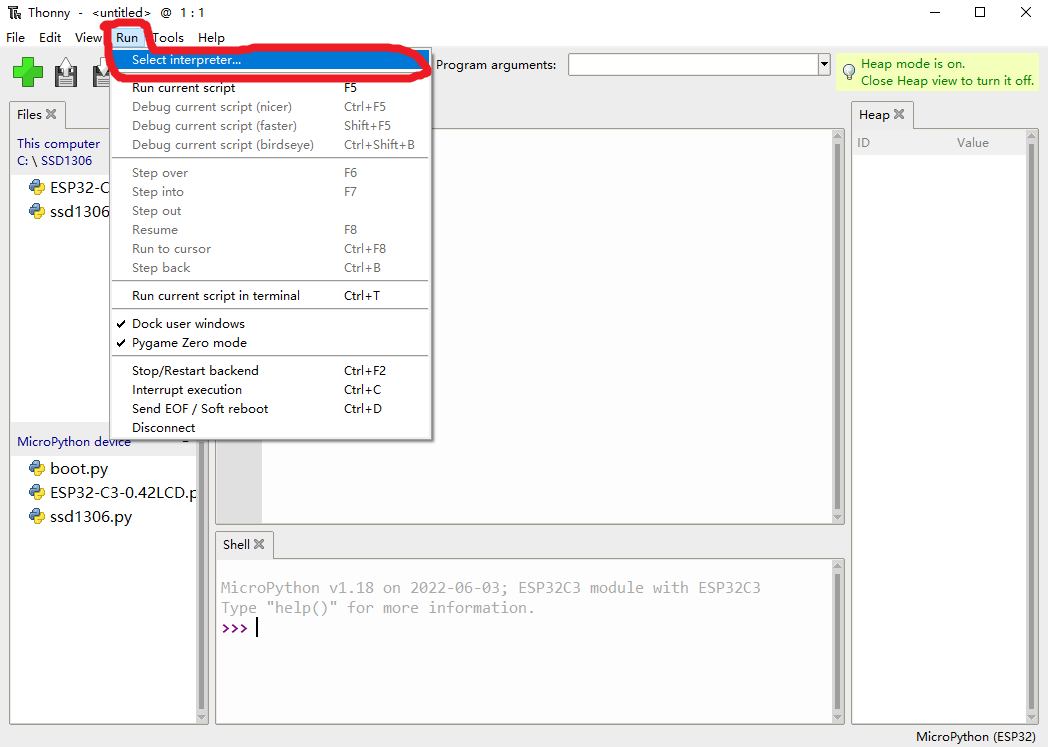 Thonny - <untitled> @ 1 : 1
File Edit View Run Tools Help
Select interpreter...
Run current script F5
Debug current script (nicer) Ctrl+F5
Debug current script (faster) Shift+F5
Debug current script (birdseye) Ctrl+Shift+B
Step over F6
Step into F7
Step out
Resume F8
Run to cursor Ctrl+F8
Step back Ctrl+B
Run current script in terminal Ctrl+T
Dock user windows
Pygame Zero mode
Stop/Restart backend Ctrl+F2
Interrupt execution Ctrl+C
Send EOF / Soft reboot Ctrl+D
Disconnect
Program arguments:
Heap mode is on.
Close Heap view to turn it off.
Files
This computer
C: \ SSD1306
ESP32-C
ssd1306
MicroPython device
boot.py
ESP32-C3-0.42LCD.p
ssd1306.py
Shell
MicroPython v1.18 on 2022-06-03; ESP32C3 module with ESP32C3
Type "help()" for more information.
>>>
Heap
ID Value
MicroPython (ESP32)